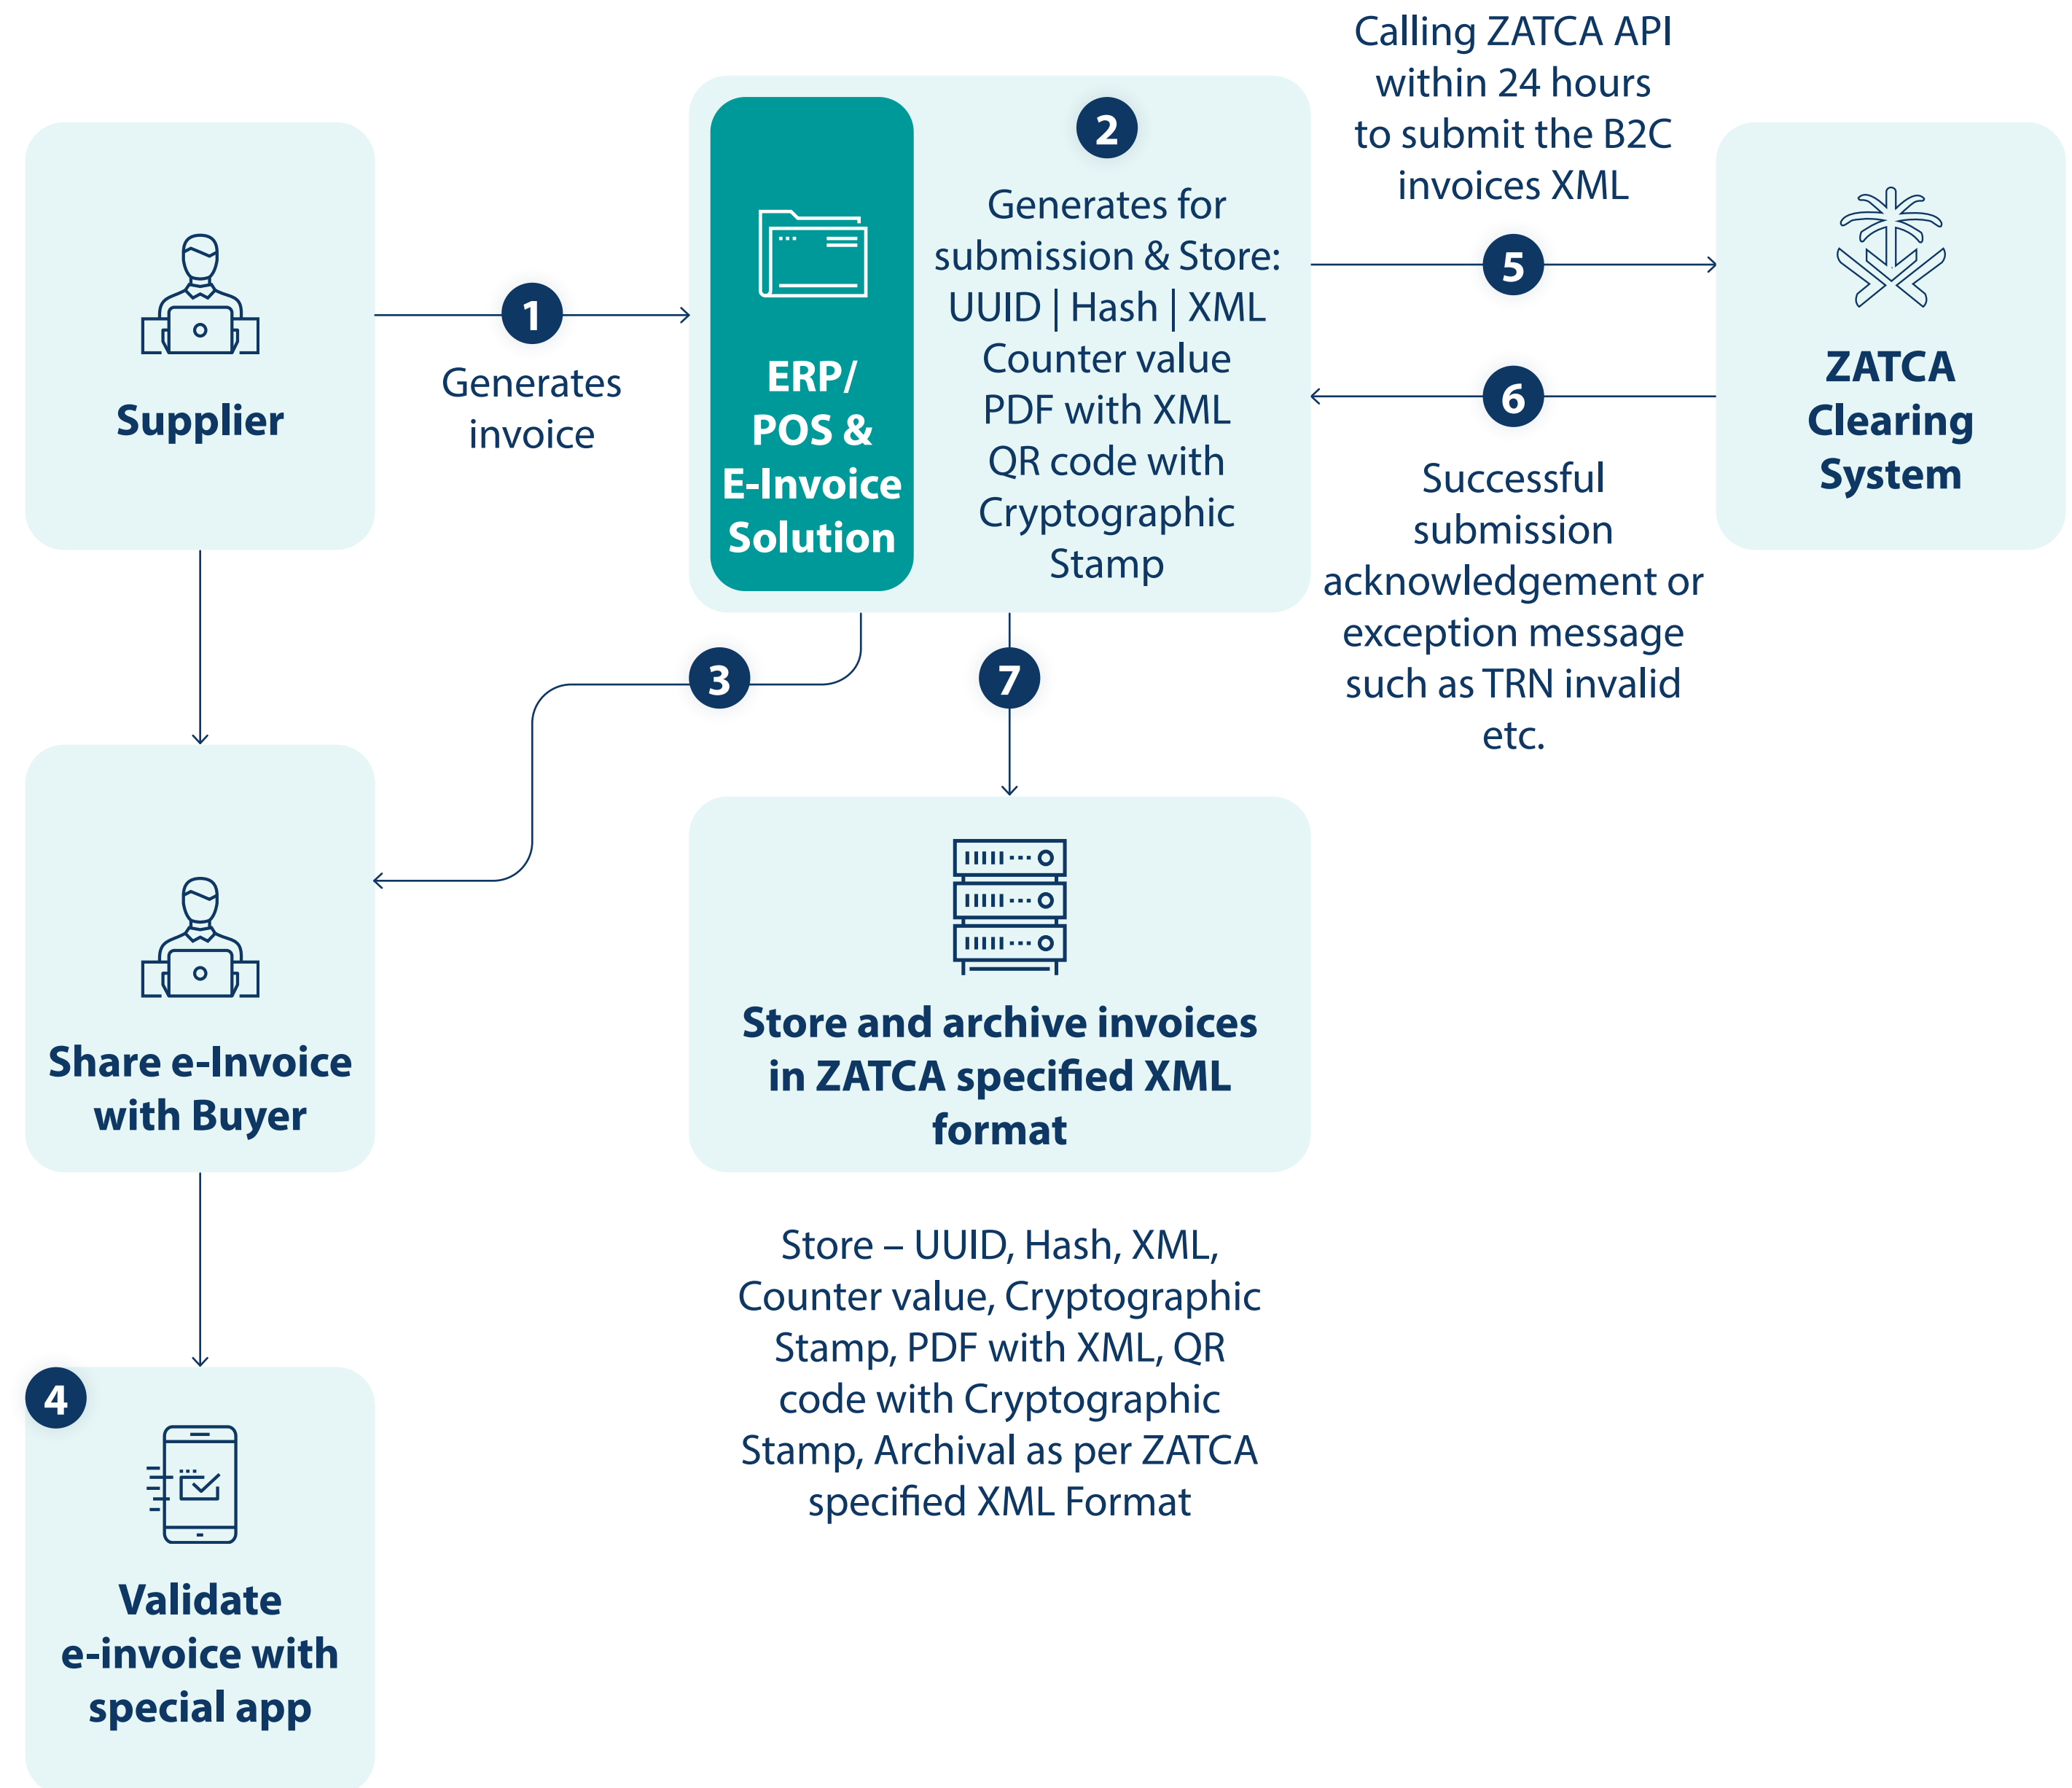 Supplier
1
Generates
invoice
ERP/
POS &
E-Invoice
Solution
2
Generates for
submission & Store:
UUID | Hash | XML
Counter value
PDF with XML
QR code with
Cryptographic
Stamp
Calling ZATCA API
within 24 hours
to submit the B2C
invoices XML
5
6
Successful
submission
acknowledgement or
exception message
such as TRN invalid
etc.
ZATCA
Clearing
System
3
7
Share e-Invoice
with Buyer
Store and archive invoices
in ZATCA specified XML
format
Store – UUID, Hash, XML,
Counter value, Cryptographic
Stamp, PDF with XML, QR
code with Cryptographic
Stamp, Archival as per ZATCA
specified XML Format
4
Validate
e-invoice with
special app